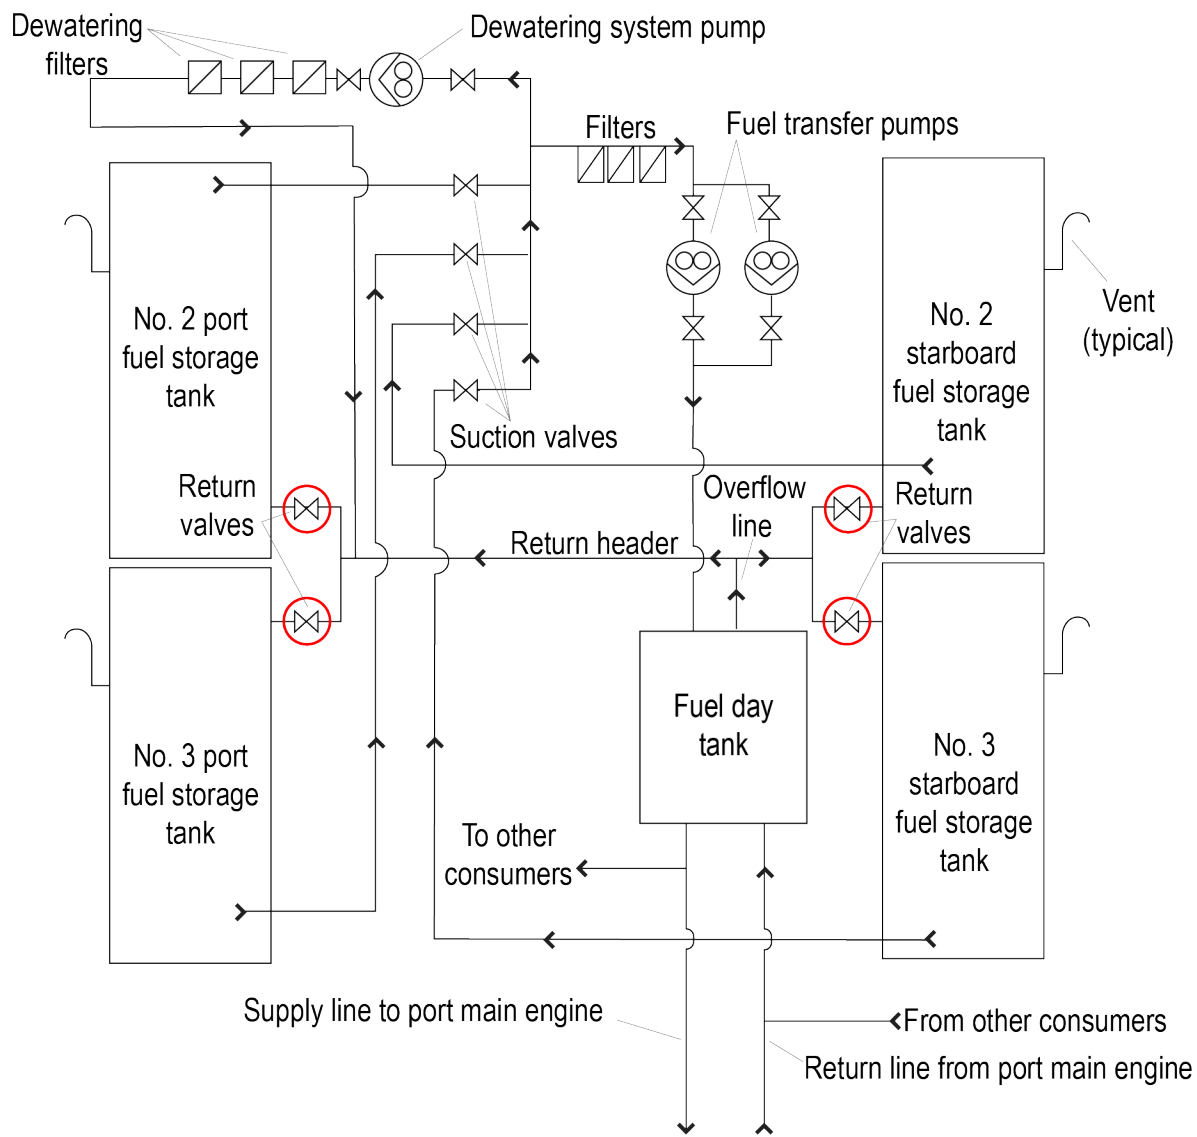 Dewatering
filters
Dewatering system pump
Filters
Fuel transfer pumps
No. 2 port
fuel storage
tank
No. 2
starboard
fuel storage
tank
Vent
(typical)
Suction valves
Return
valves
Overflow
line
Return
valves
Return header
No. 3 port
fuel storage
tank
Fuel day
tank
No. 3
starboard
fuel storage
tank
To other
consumers
Supply line to port main engine
From other consumers
Return line from port main engine